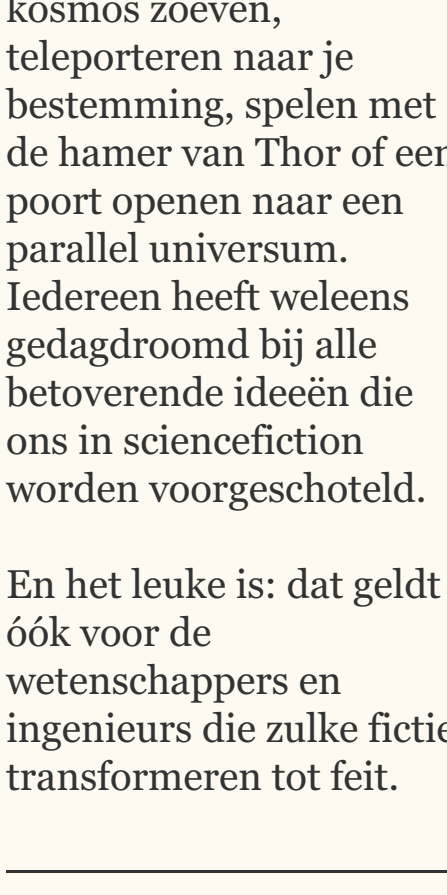 kosmos zoeven,
teleporteren naar je
bestemming, spelen met
de hamer van Thor of een
poort openen naar een
parallel universum.
Iedereen heeft weleens
gedagdroomd bij alle
betoverende ideeën die
ons in sciencefiction
worden voorgeschoteld.
En het leuke is: dat geldt
óók voor de
wetenschappers en
ingenieurs die zulke fictie
transformeren tot feit.